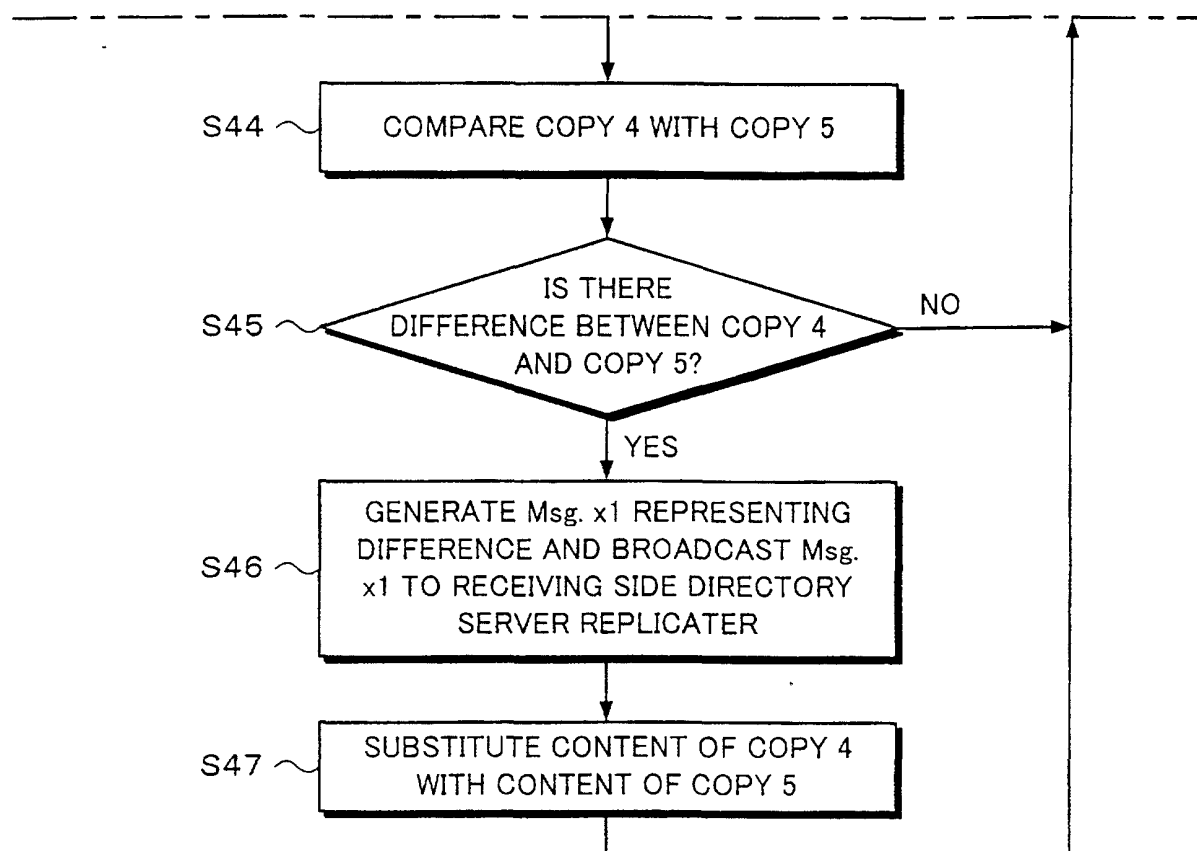 S44
COMPARE COPY 4 WITH COPY 5
S45
IS THERE
DIFFERENCE BETWEEN COPY 4
AND COPY 5?
NO
YES
S46
GENERATE Msg. x1 REPRESENTING
DIFFERENCE AND BROADCAST Msg.
x1 TO RECEIVING SIDE DIRECTORY
SERVER REPLICATER
S47
SUBSTITUTE CONTENT OF COPY 4
WITH CONTENT OF COPY 5